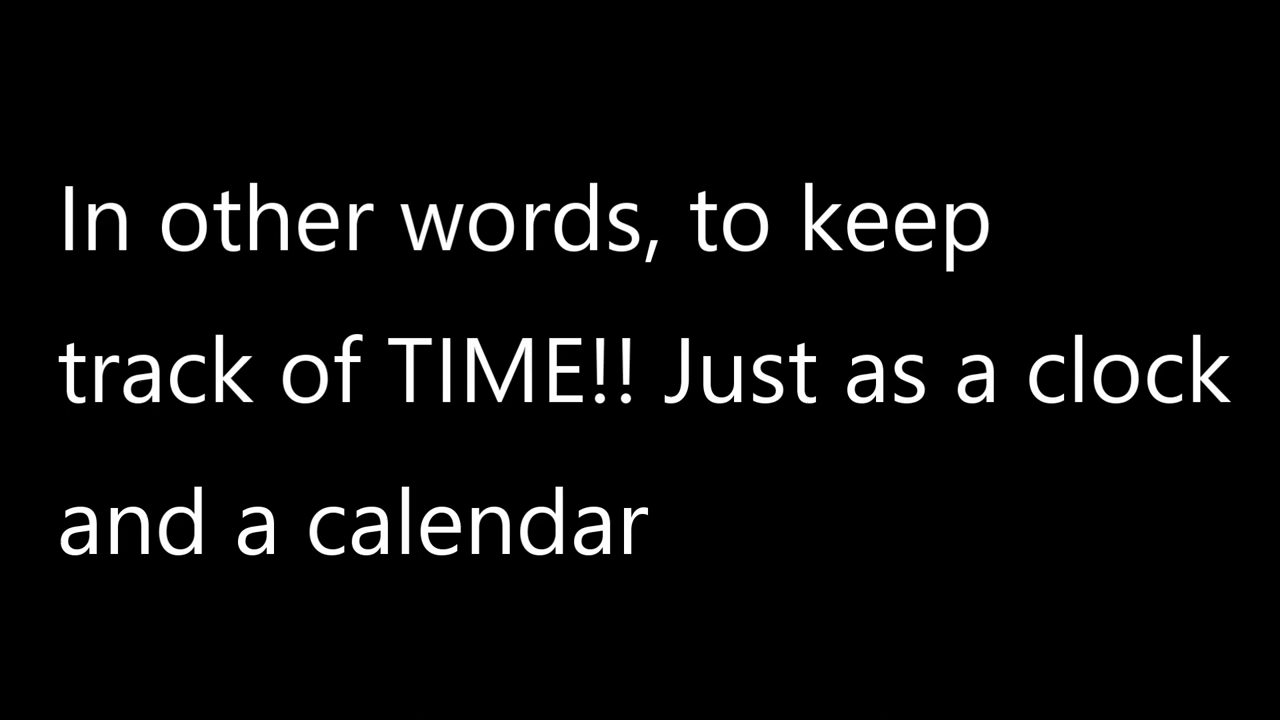 In other words, to keep
track of TIME!! Just as a clock
and a calendar